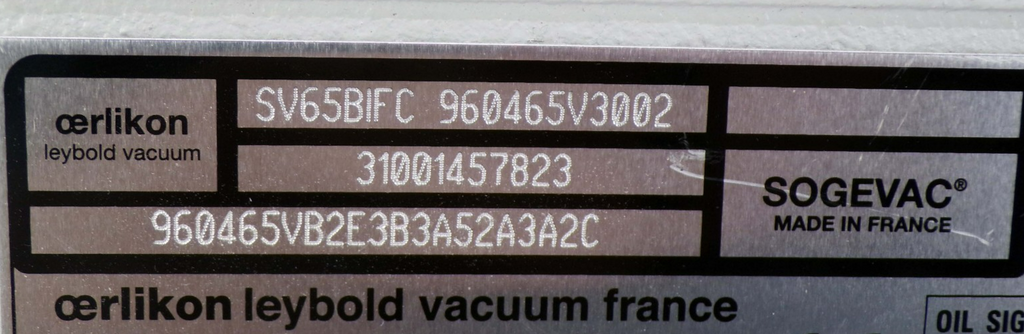 œrlikon
leybold vacuum
SV65BIFC 960465V3002
31001457823
960465VB2E3B3A52A3A2C
SOGEVAC®
MADE IN FRANCE
œrlikon leybold vacuum france
OIL SIG